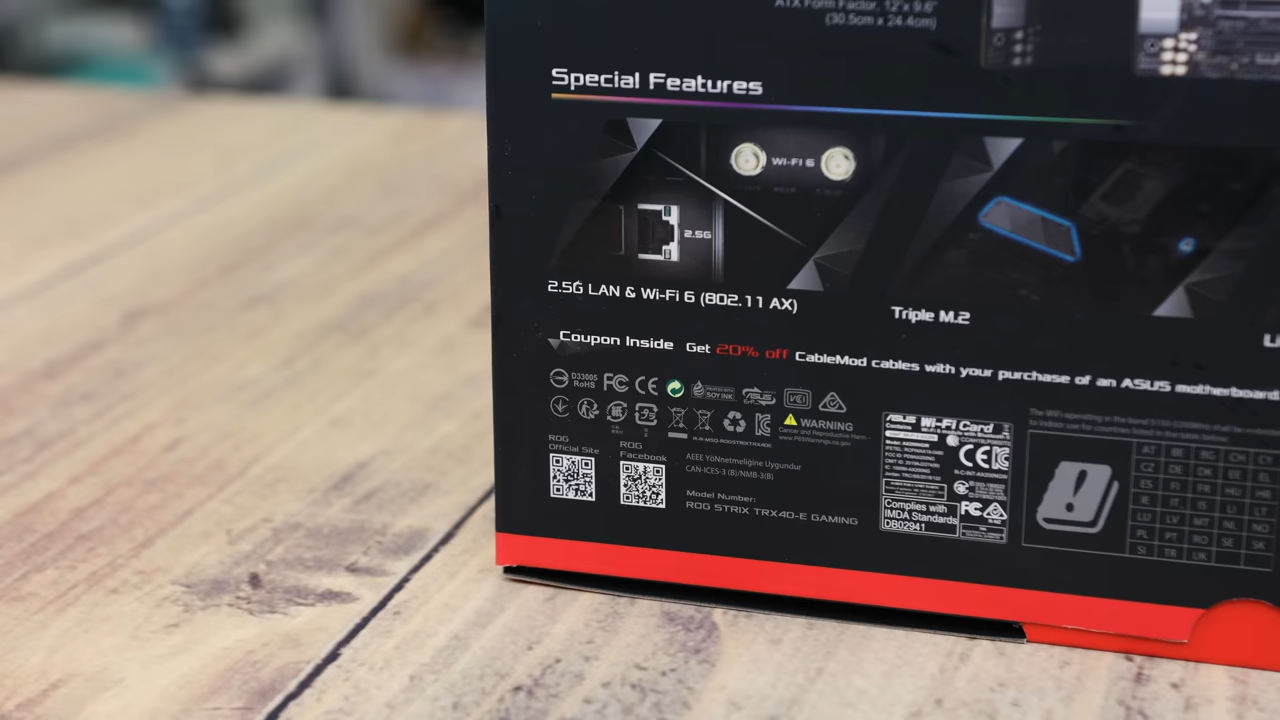 ATX Form Factor, 12"x 9.6"
(30.5cm x 24.4cm)
Special Features
WI-FI 6
2.5G
2.5G LAN & Wi-Fi 6 (802.11 AX)
Triple M.2
Coupon Inside Get 20% off CableMod cables with your purchase of an ASUS motherboard
D33005
RoHS
FC CE
PRINTED WITH
SOY INK
VCI
WARNING
Cancer and Reproductive Harm -
www.P65Warnings.ca.gov
ROG
Official Site
ROG
Facebook
AEEE Yönetmeliğine Uygundur
CAN-ICES-3 (B)/NMB-3(B)
Model Number:
ROG STRIX TRX40-E GAMING
ASUS Wi-Fi Card
Contains
Complies with
IMDA Standards
DB02941
AT BE BG CH CY
CZ DE DK EE EL
ES FI FR HU HR
IE IT IS LI LT
LU LV MT NL NO
PL PT RO SE SK
SI TR UK